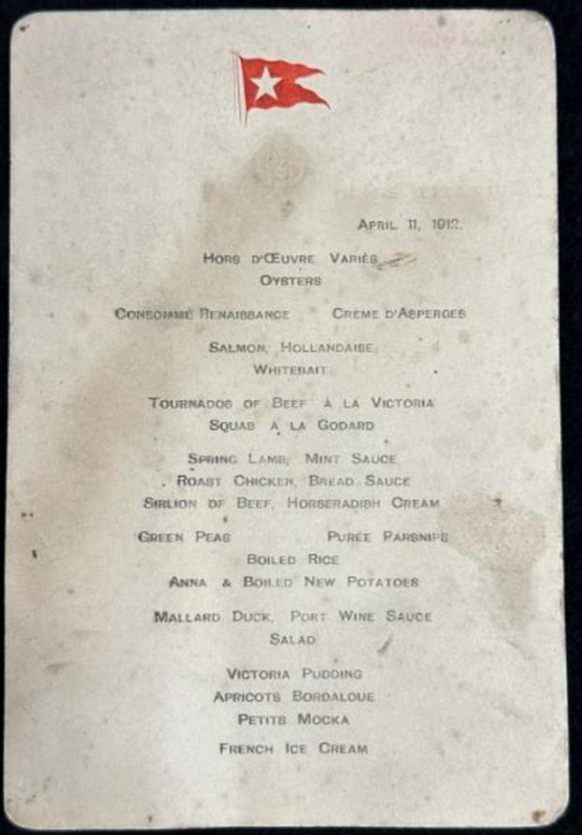 April 11, 1912.
Hors d'Œuvre Variés
Oysters
Consommé Renaissance Crème d'Asperges
Salmon, Hollandaise
Whitebait
Tournados of Beef à la Victoria
Squab à la Godard
Spring Lamb, Mint Sauce
Roast Chicken, Bread Sauce
Sirlion of Beef, Horseradish Cream
Green Peas Purée Parsnips
Boiled Rice
Anna & Boiled New Potatoes
Mallard Duck, Port Wine Sauce
Salad
Victoria Pudding
Apricots Bordaloue
Petits Mocka
French Ice Cream